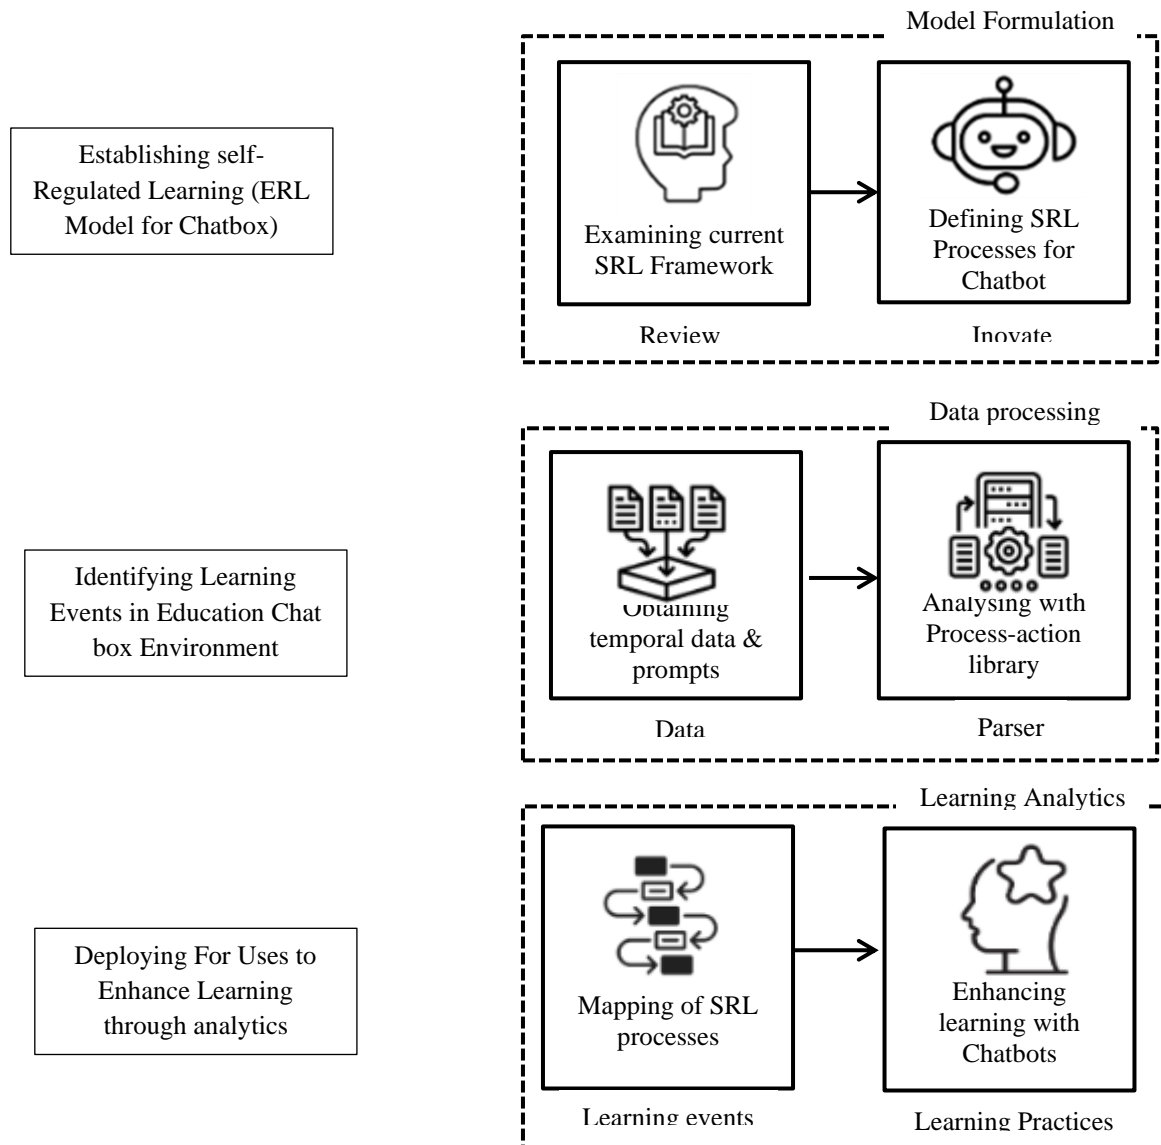 Model Formulation
Establishing self-
Regulated Learning (ERL
Model for Chatbox)
Examining current
SRL Framework
Defining SRL
Processes for
Chatbot
Review
Inovate
Data processing
Identifying Learning
Events in Education Chat
box Environment
Obtaining
temporal data &
prompts
Analysing with
Process-action
library
Data
Parser
Learning Analytics
Deploying For Uses to
Enhance Learning
through analytics
Mapping of SRL
processes
Enhancing
learning with
Chatbots
Learning events
Learning Practices